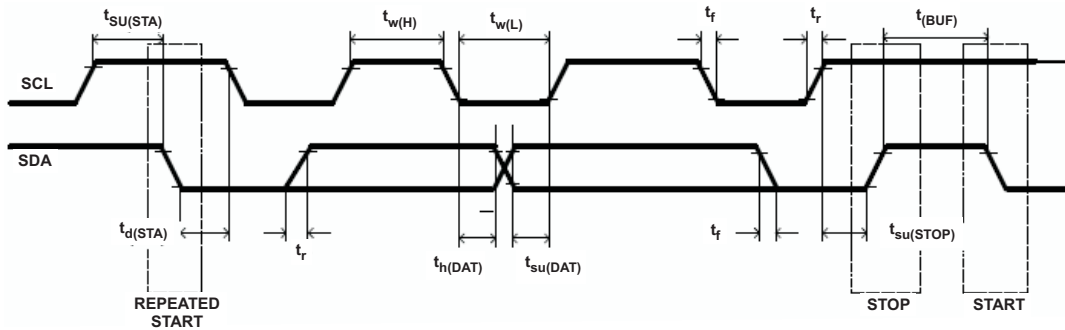 tSU(STA)
tw(H)
tw(L)
tf
tr
t(BUF)
SCL
SDA
td(STA)
tr
th(DAT)
tsu(DAT)
tf
tsu(STOP)
REPEATED
START
STOP
START